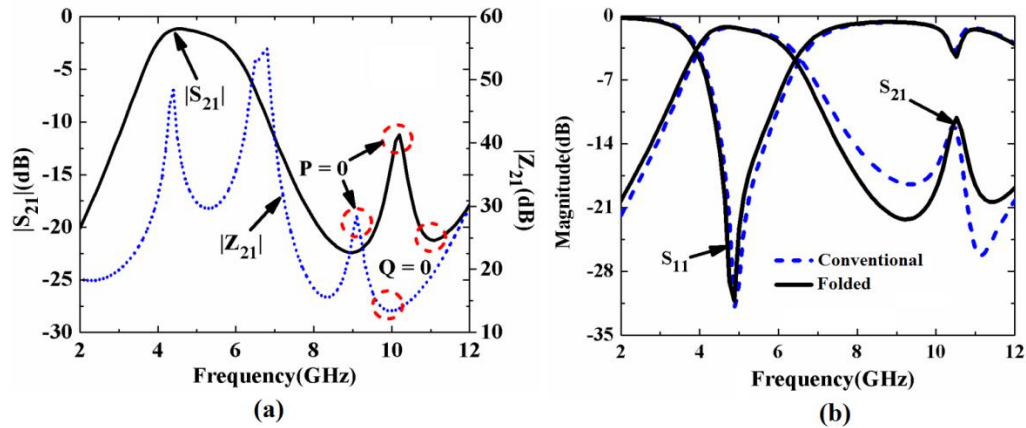 0
-5
-10
-15
-20
-25
-30
|S21|(dB)
60
50
40
30
20
10
|Z21|(dB)
|S21|
P = 0
|Z21|
Q = 0
2 4 6 8 10 12
Frequency(GHz)
(a)
0
-7
-14
-21
-28
-35
Magnitude(dB)
S21
S11
Conventional
Folded
2 4 6 8 10 12
Frequency(GHz)
(b)